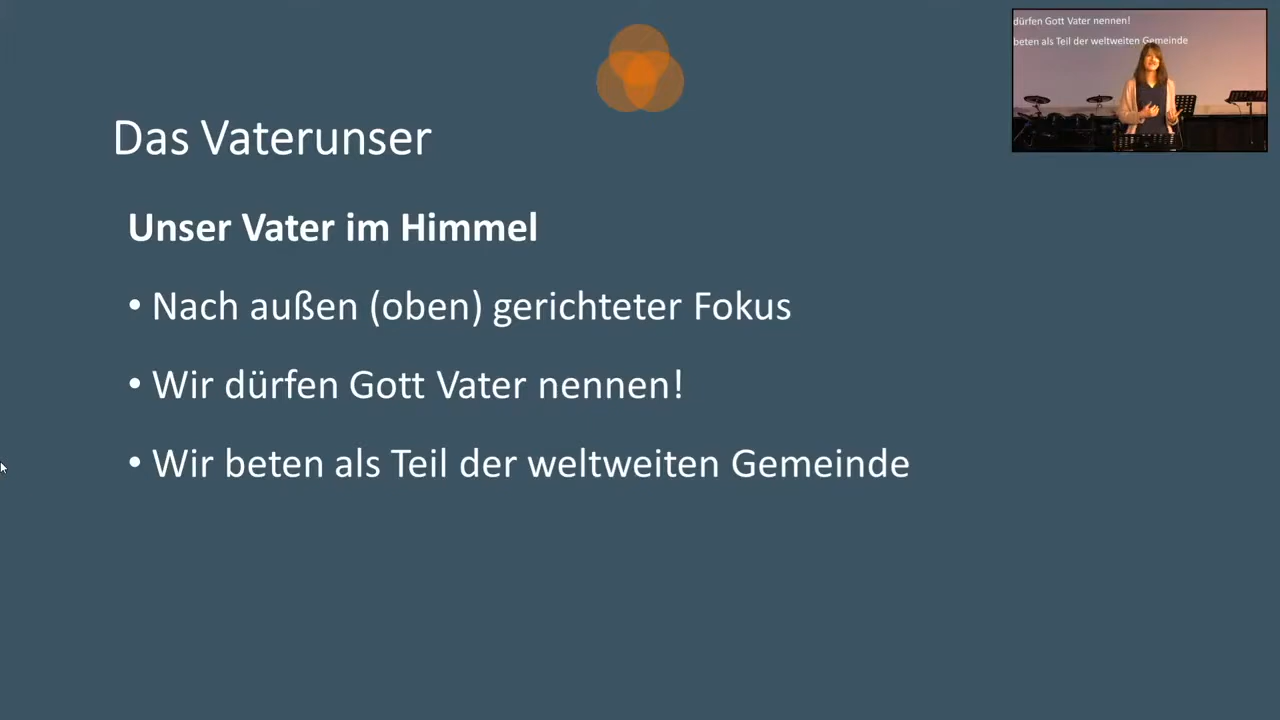 dürfen Gott Vater nennen!
beten als Teil der weltweiten Gemeinde
Das Vaterunser
Unser Vater im Himmel
• Nach außen (oben) gerichteter Fokus
• Wir dürfen Gott Vater nennen!
• Wir beten als Teil der weltweiten Gemeinde